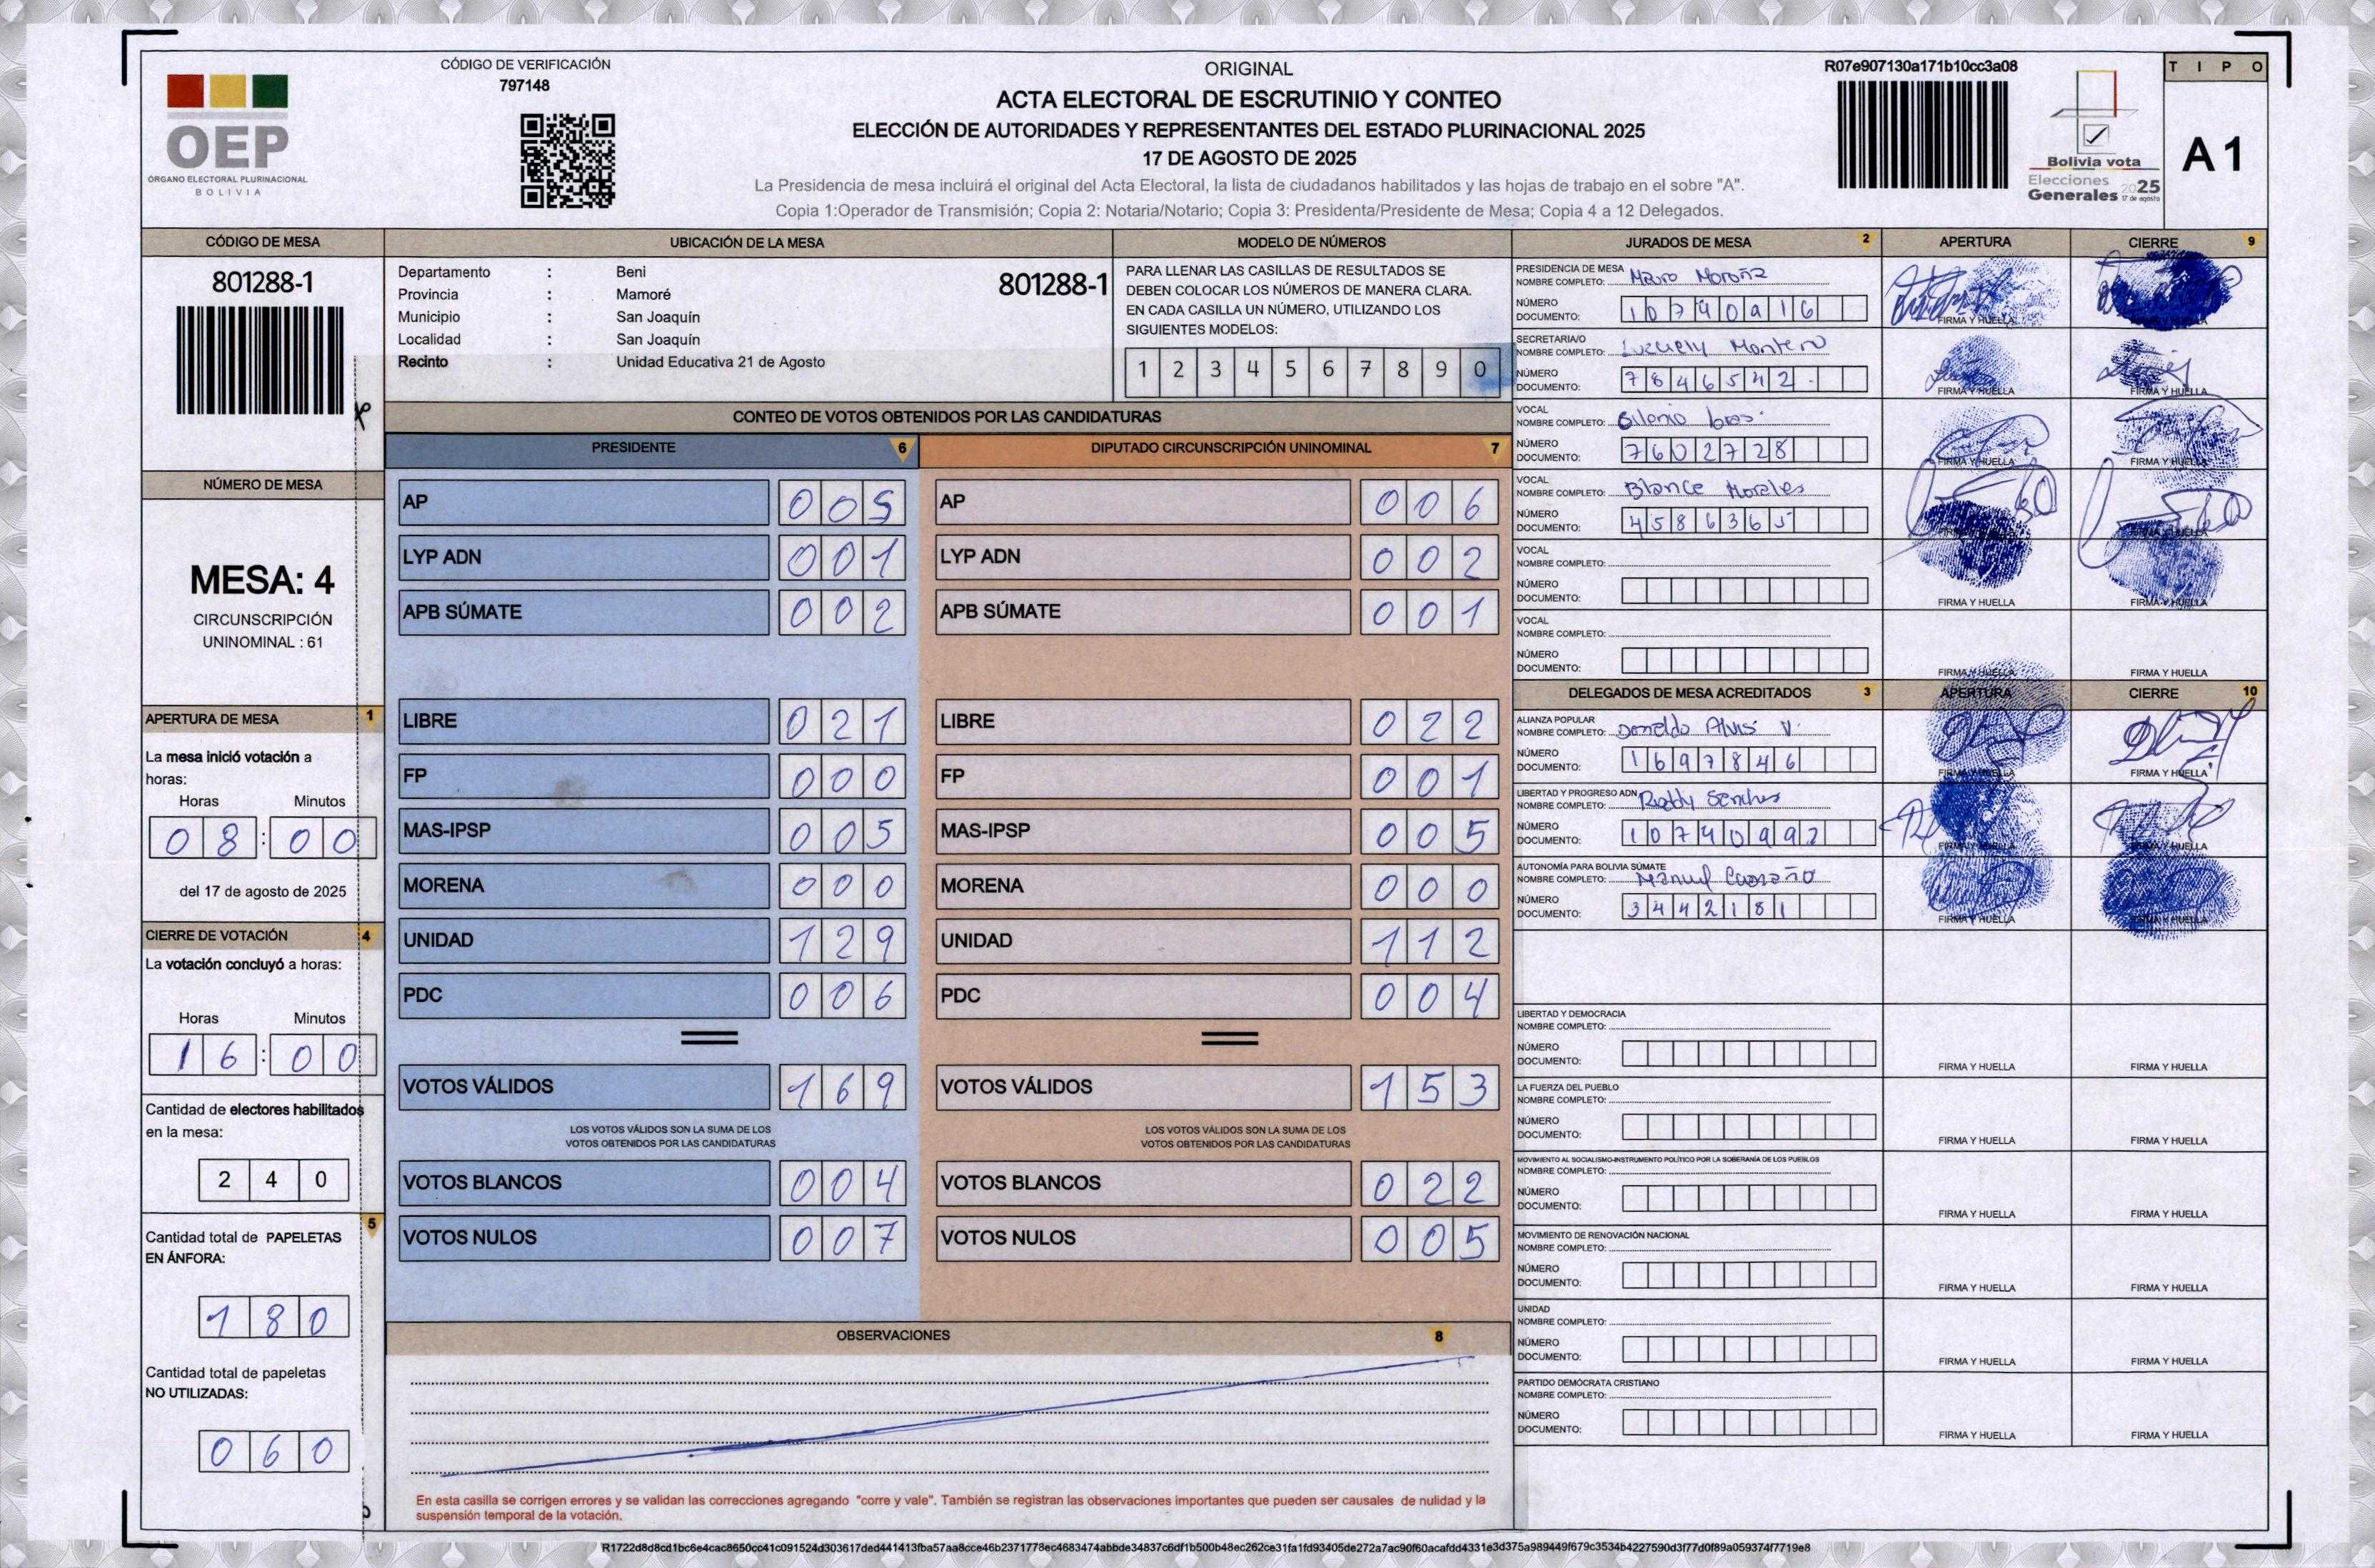 CÓDIGO DE VERIFICACIÓN
797148
OEP
ÓRGANO ELECTORAL PLURINACIONAL
BOLIVIA
ORIGINAL
ACTA ELECTORAL DE ESCRUTINIO Y CONTEO
ELECCIÓN DE AUTORIDADES Y REPRESENTANTES DEL ESTADO PLURINACIONAL 2025
17 DE AGOSTO DE 2025
La Presidencia de mesa incluirá el original del Acta Electoral, la lista de ciudadanos habilitados y las hojas de trabajo en el sobre "A".
Copia 1:Operador de Transmisión; Copia 2: Notaria/Notario; Copia 3: Presidenta/Presidente de Mesa; Copia 4 a 12 Delegados.
R07e907130a171b10cc3a08
Bolivia vota
Elecciones
Generales 2025
17 de agosto
TIPO
A 1
CÓDIGO DE MESA
801288-1
NÚMERO DE MESA
MESA: 4
CIRCUNSCRIPCIÓN
UNINOMINAL : 61
APERTURA DE MESA 1
La mesa inició votación a
horas:
Horas Minutos
08:00
del 17 de agosto de 2025
CIERRE DE VOTACIÓN 4
La votación concluyó a horas:
Horas Minutos
16:00
Cantidad de electores habilitados
en la mesa:
240
5
Cantidad total de PAPELETAS
EN ÁNFORA:
180
Cantidad total de papeletas
NO UTILIZADAS:
060
UBICACIÓN DE LA MESA
Departamento : Beni
801288-1
Provincia : Mamoré
Municipio : San Joaquín
Localidad : San Joaquín
Recinto : Unidad Educativa 21 de Agosto
MODELO DE NÚMEROS
PARA LLENAR LAS CASILLAS DE RESULTADOS SE
DEBEN COLOCAR LOS NÚMEROS DE MANERA CLARA.
EN CADA CASILLA UN NÚMERO, UTILIZANDO LOS
SIGUIENTES MODELOS:
1 2 3 4 5 6 7 8 9 0
CONTEO DE VOTOS OBTENIDOS POR LAS CANDIDATURAS
PRESIDENTE 6
AP 005
LYP ADN 001
APB SÚMATE 002
LIBRE 021
FP 000
MAS-IPSP 005
MORENA 000
UNIDAD 129
PDC 006
VOTOS VÁLIDOS 169
LOS VOTOS VÁLIDOS SON LA SUMA DE LOS
VOTOS OBTENIDOS POR LAS CANDIDATURAS
VOTOS BLANCOS 004
VOTOS NULOS 007
DIPUTADO CIRCUNSCRIPCIÓN UNINOMINAL 7
AP 006
LYP ADN 002
APB SÚMATE 001
LIBRE 022
FP 001
MAS-IPSP 005
MORENA 000
UNIDAD 112
PDC 004
VOTOS VÁLIDOS 153
LOS VOTOS VÁLIDOS SON LA SUMA DE LOS
VOTOS OBTENIDOS POR LAS CANDIDATURAS
VOTOS BLANCOS 022
VOTOS NULOS 005
OBSERVACIONES 8
En esta casilla se corrigen errores y se validan las correcciones agregando "corre y vale". También se registran las observaciones importantes que pueden ser causales de nulidad y la
suspensión temporal de la votación.
JURADOS DE MESA 2 APERTURA CIERRE 9
PRESIDENCIA DE MESA
NOMBRE COMPLETO:
NÚMERO
DOCUMENTO: 10740916
FIRMA Y HUELLA FIRMA Y HUELLA
SECRETARIA/O
NOMBRE COMPLETO: Montero
NÚMERO
DOCUMENTO: 7846542
FIRMA Y HUELLA FIRMA Y HUELLA
VOCAL
NOMBRE COMPLETO:
NÚMERO
DOCUMENTO: 7602728
FIRMA Y HUELLA FIRMA Y HUELLA
VOCAL
NOMBRE COMPLETO: Blance Morales
NÚMERO
DOCUMENTO: 4586365
VOCAL
NOMBRE COMPLETO:
NÚMERO
DOCUMENTO:
FIRMA Y HUELLA FIRMA Y HUELLA
VOCAL
NOMBRE COMPLETO:
NÚMERO
DOCUMENTO:
FIRMA Y HUELLA FIRMA Y HUELLA
DELEGADOS DE MESA ACREDITADOS 3 APERTURA CIERRE 10
ALIANZA POPULAR
NOMBRE COMPLETO: Donaldo Alvis V.
NÚMERO
DOCUMENTO: 1697846
FIRMA Y HUELLA FIRMA Y HUELLA
LIBERTAD Y PROGRESO ADN
NOMBRE COMPLETO: Roddy Senches
NÚMERO
DOCUMENTO: 10740992
FIRMA Y HUELLA FIRMA Y HUELLA
AUTONOMÍA PARA BOLIVIA SÚMATE
NOMBRE COMPLETO: Manuel
NÚMERO
DOCUMENTO: 3442181
FIRMA Y HUELLA FIRMA Y HUELLA
LIBERTAD Y DEMOCRACIA
NOMBRE COMPLETO:
NÚMERO
DOCUMENTO:
FIRMA Y HUELLA FIRMA Y HUELLA
LA FUERZA DEL PUEBLO
NOMBRE COMPLETO:
NÚMERO
DOCUMENTO:
FIRMA Y HUELLA FIRMA Y HUELLA
MOVIMIENTO AL SOCIALISMO-INSTRUMENTO POLÍTICO POR LA SOBERANÍA DE LOS PUEBLOS
NOMBRE COMPLETO:
NÚMERO
DOCUMENTO:
FIRMA Y HUELLA FIRMA Y HUELLA
MOVIMIENTO DE RENOVACIÓN NACIONAL
NOMBRE COMPLETO:
NÚMERO
DOCUMENTO:
FIRMA Y HUELLA FIRMA Y HUELLA
UNIDAD
NOMBRE COMPLETO:
NÚMERO
DOCUMENTO:
FIRMA Y HUELLA FIRMA Y HUELLA
PARTIDO DEMÓCRATA CRISTIANO
NOMBRE COMPLETO:
NÚMERO
DOCUMENTO:
FIRMA Y HUELLA FIRMA Y HUELLA